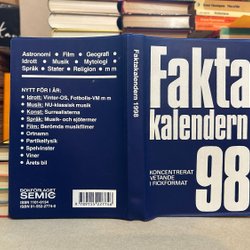 Astronomi • Film • Geografi
Idrott • Musik • Mytologi
Språk • Stater • Religion • m m
NYTT FÖR I ÅR:
• Idrott: Vinter-OS, Fotbolls-VM m m
• Musik: NU-klassisk musik
• Konst: Surrealisterna
• Språk: Musik- och sjötermer
• Film: Berömda musikfilmer
• Ortnamn
• Partikelfysik
• Spelvinster
• Viner
• Årets bil
BOKFÖRLAGET
SEMIC
Faktakalendern 1998
Fakta
kalendern
KONCENTRERAT
VETANDE
I FICKFORMAT
98